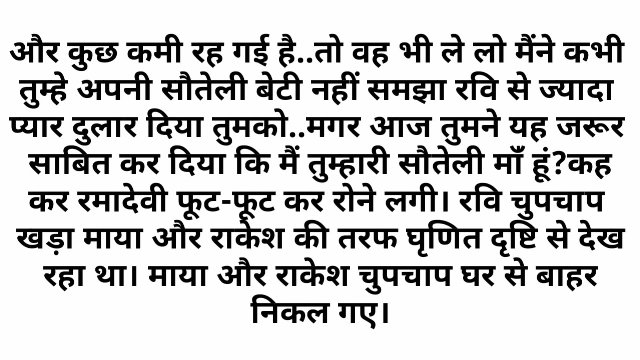 और कुछ कमी रह गई है..तो वह भी ले लो मैंने कभी
तुम्हे अपनी सौतेली बेटी नहीं समझा रवि से ज्यादा
प्यार दुलार दिया तुमको..मगर आज तुमने यह जरूर
साबित कर दिया कि मैं तुम्हारी सौतेली माँ हूं?कह
कर रमादेवी फूट-फूट कर रोने लगी। रवि चुपचाप
खड़ा माया और राकेश की तरफ घृणित दृष्टि से देख
रहा था। माया और राकेश चुपचाप घर से बाहर
निकल गए।